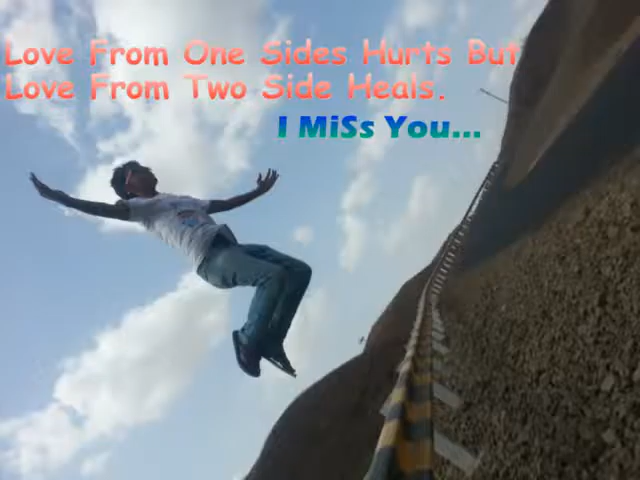 Love From One Sides Hurts But
Love From Two Side Heals.
I MiSs You...